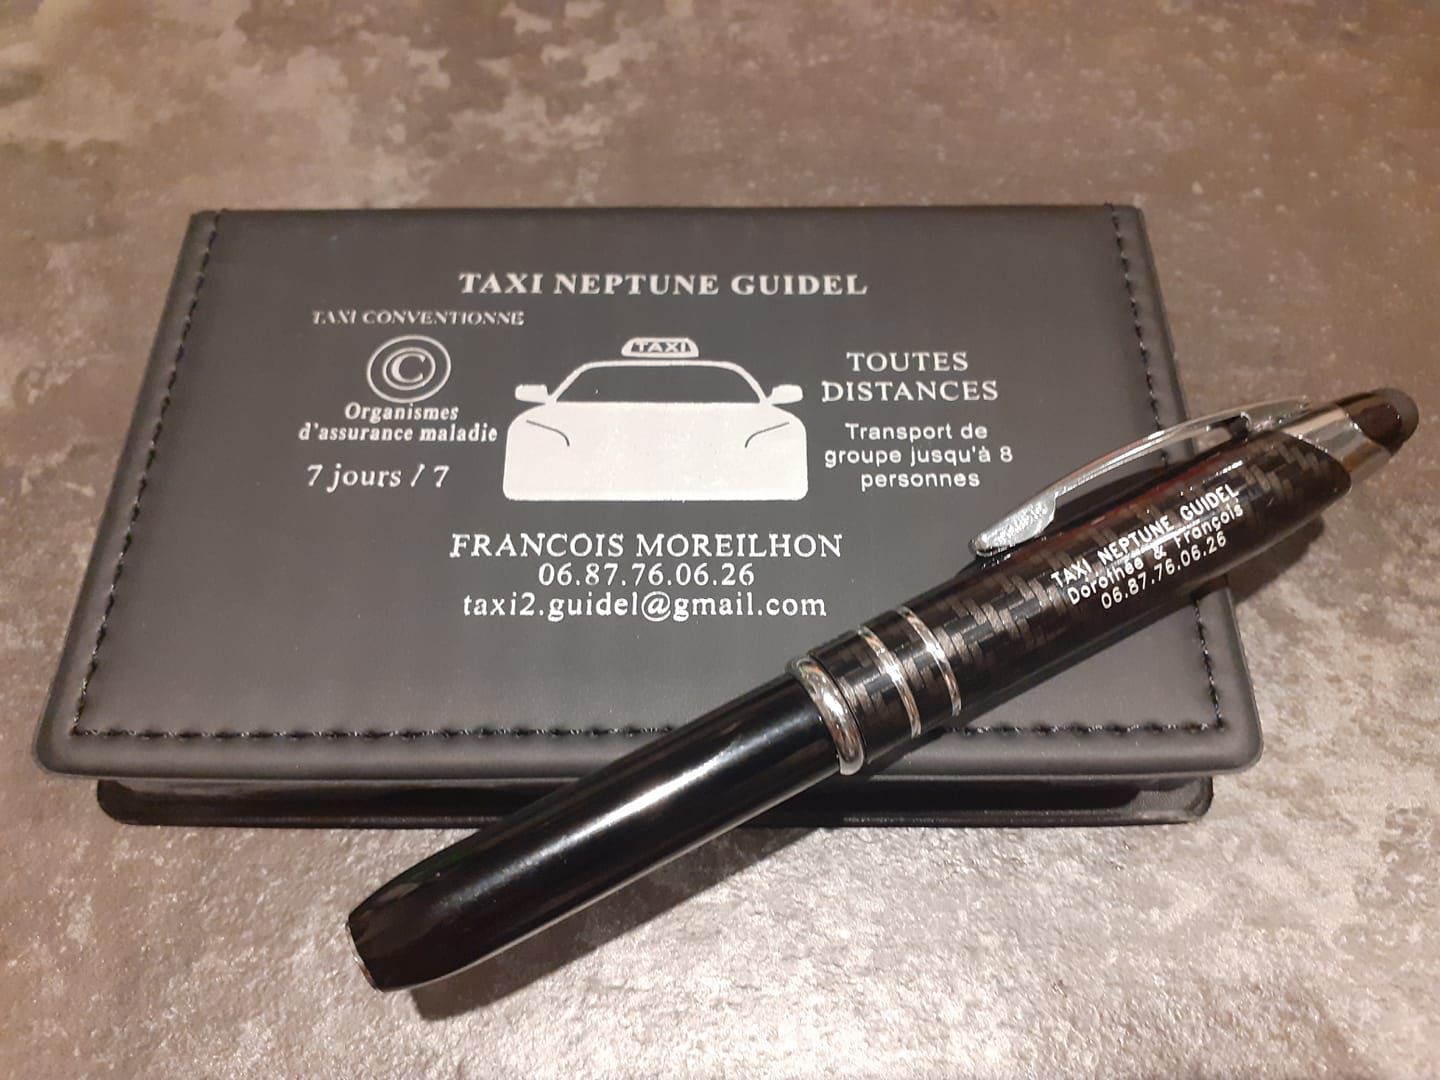 TAXI NEPTUNE GUIDEL
TAXI CONVENTIONNE
©
Organismes
d'assurance maladie
7 jours / 7
TAXI
TOUTES
DISTANCES
Transport de
groupe jusqu'à 8
personnes
FRANCOIS MOREILHON
06.87.76.06.26
taxi2.guidel@gmail.com
TAXI NEPTUNE GUIDEL
Dorothée & François
06.87.76.06.26